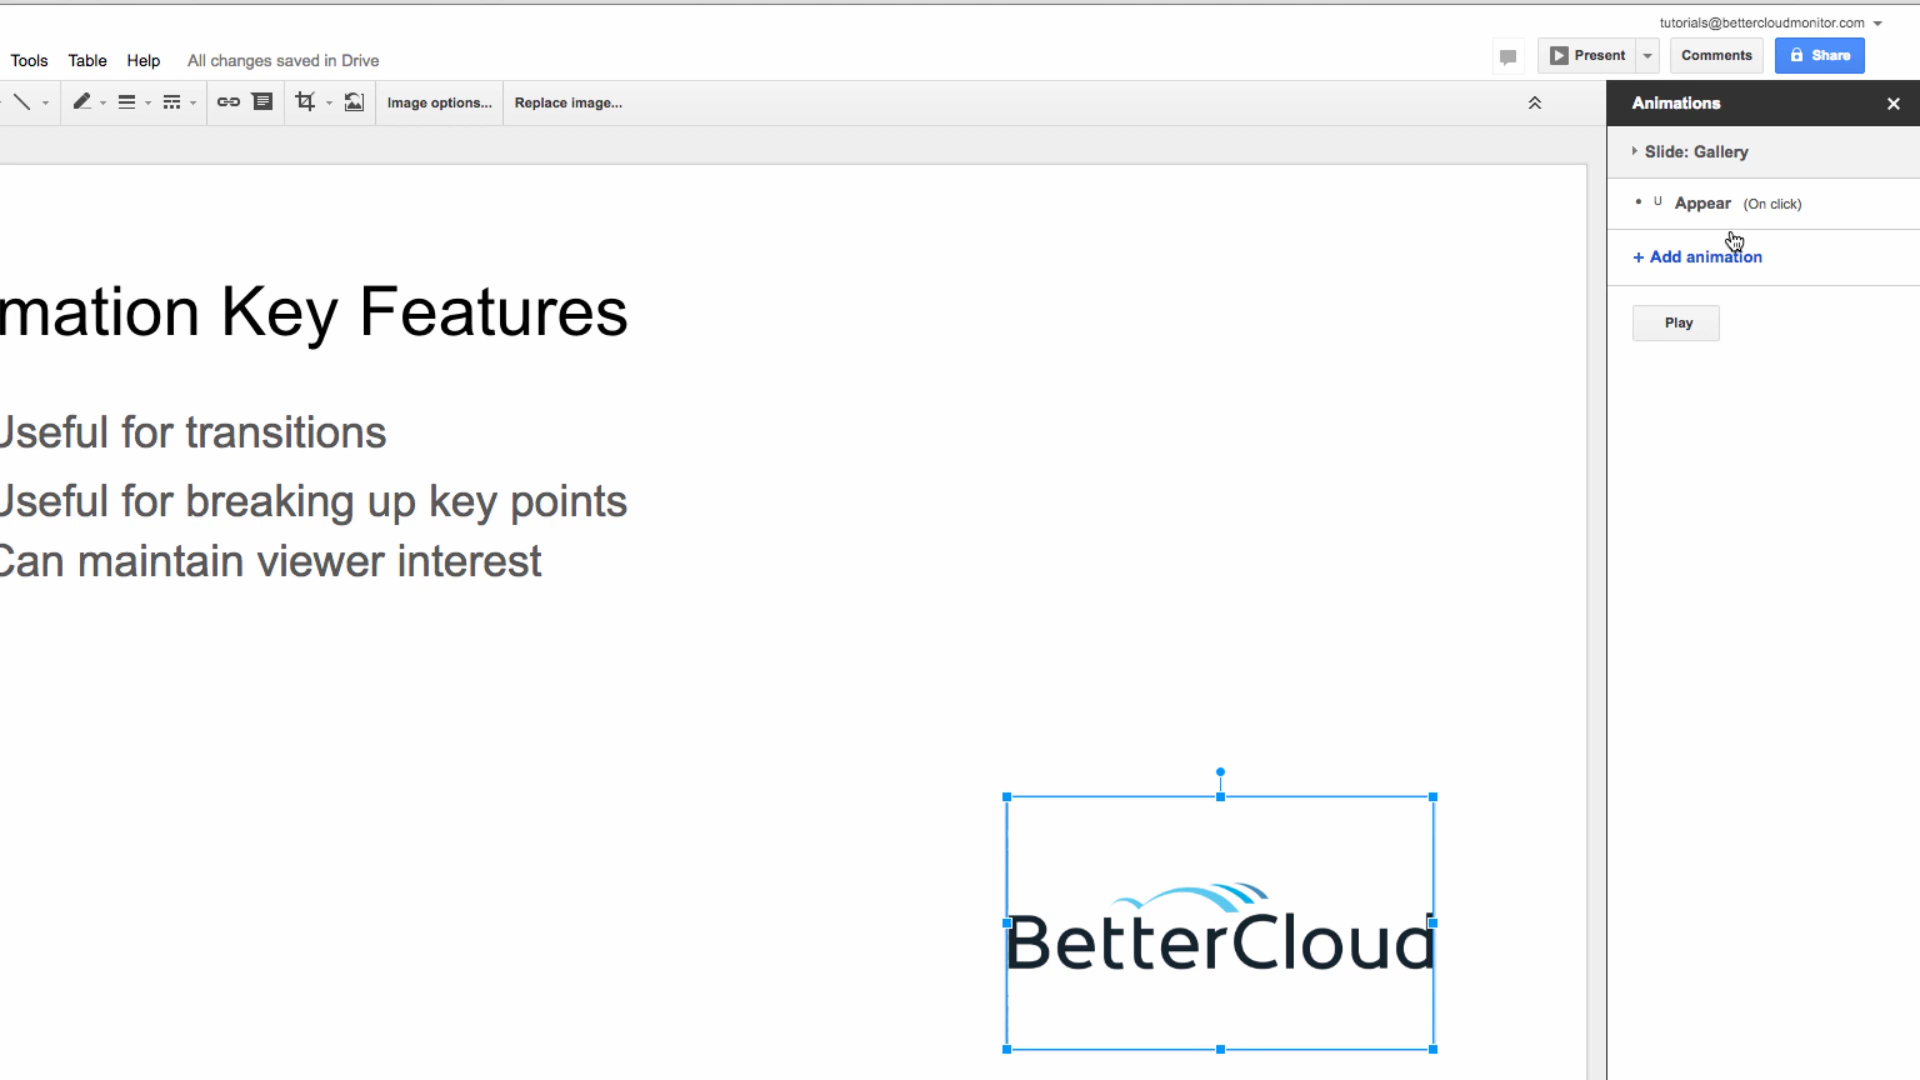 tutorials@bettercloudmonitor.com
Tools Table Help All changes saved in Drive
Present Comments Share
Image options... Replace image...
Animations
Slide: Gallery
U Appear (On click)
+ Add animation
Play
mation Key Features
Useful for transitions
Useful for breaking up key points
Can maintain viewer interest
BetterCloud